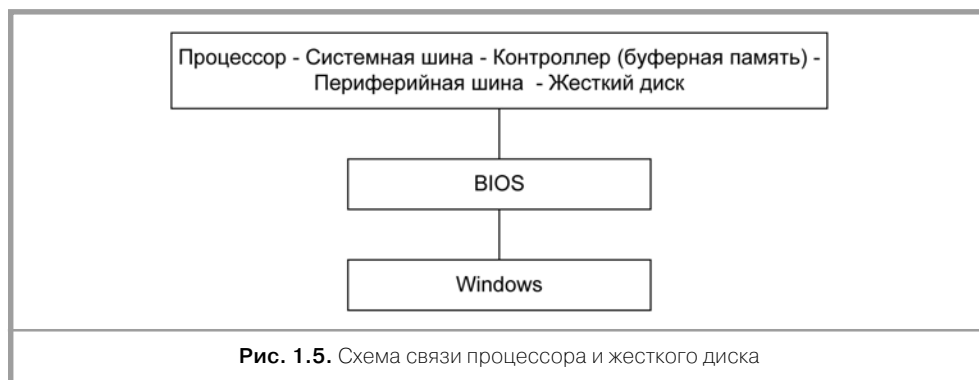 Процессор - Системная шина - Контроллер (буферная память) -
Периферийная шина - Жесткий диск
BIOS
Windows
Рис. 1.5. Схема связи процессора и жесткого диска